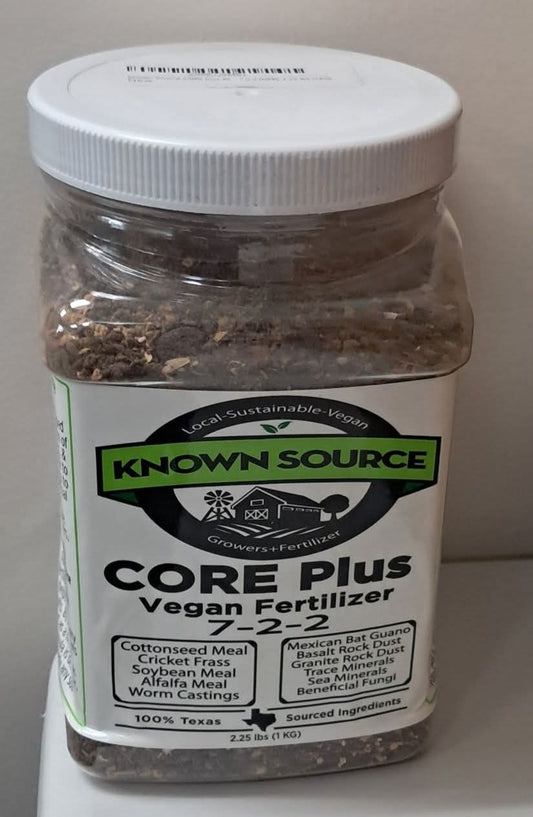 Local-Sustainable-Vegan
KNOWN SOURCE
Growers+Fertilizer
CORE Plus
Vegan Fertilizer
7-2-2
Cottonseed Meal
Cricket Frass
Soybean Meal
Alfalfa Meal
Worm Castings
Mexican Bat Guano
Basalt Rock Dust
Granite Rock Dust
Trace Minerals
Sea Minerals
Beneficial Fungi
100% Texas Sourced Ingredients
2.25 lbs (1 KG)